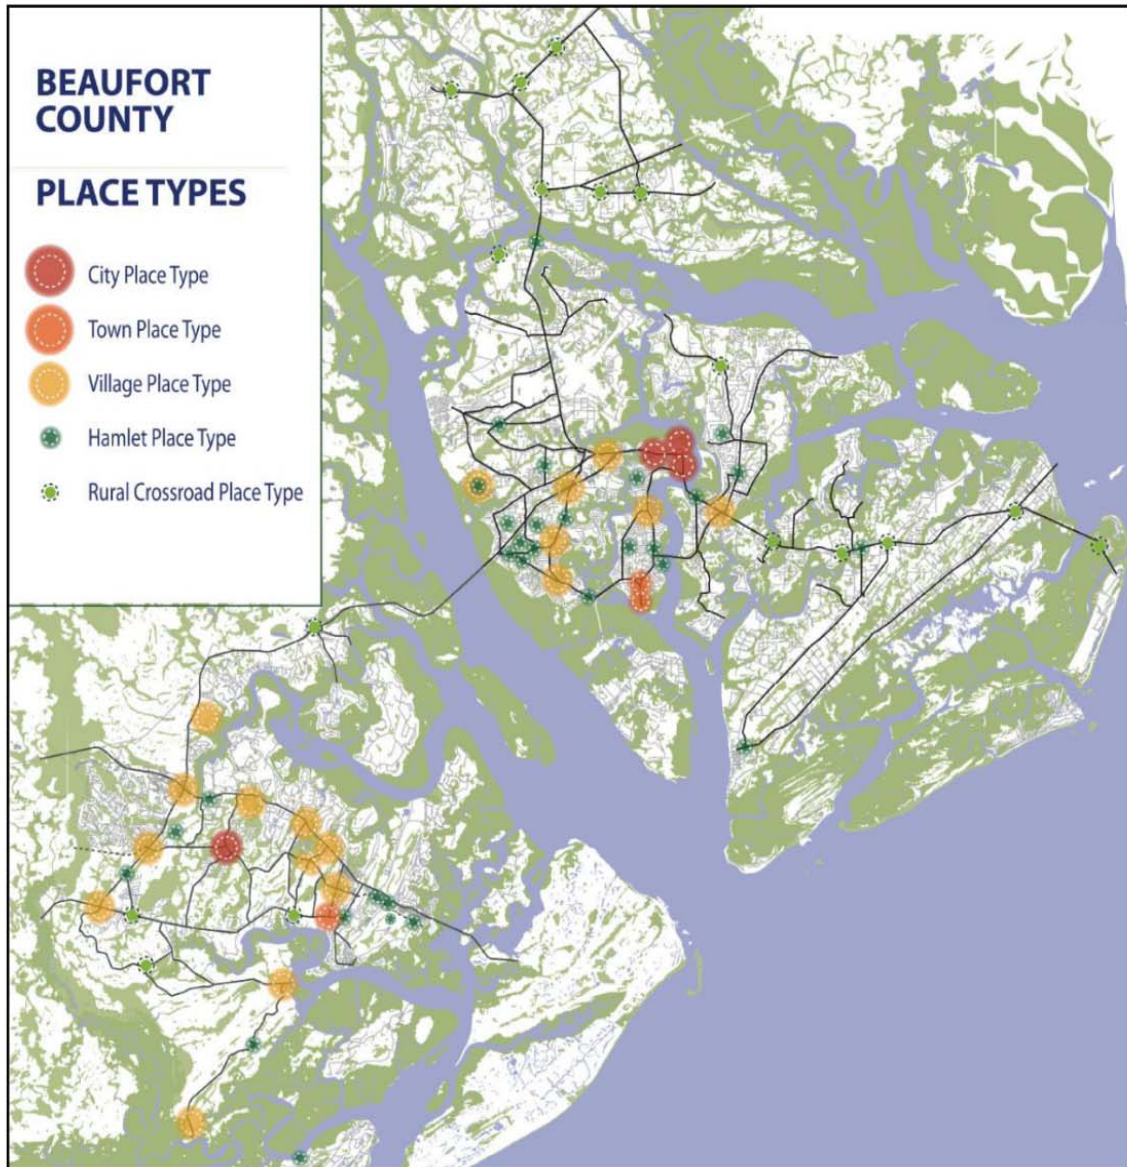 BEAUFORT
COUNTY
PLACE TYPES
City Place Type
Town Place Type
Village Place Type
Hamlet Place Type
Rural Crossroad Place Type